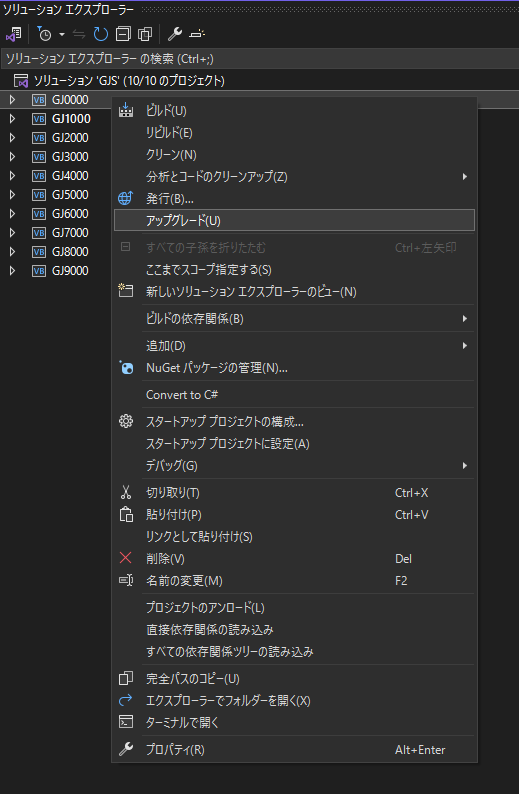 ソリューション エクスプローラー
ソリューション エクスプローラー の検索 (Ctrl+;)
ソリューション 'GJS' (10/10 のプロジェクト)
VB GJ0000
VB GJ1000
VB GJ2000
VB GJ3000
VB GJ4000
VB GJ5000
VB GJ6000
VB GJ7000
VB GJ8000
VB GJ9000
ビルド(U)
リビルド(E)
クリーン(N)
分析とコードのクリーンアップ(Z)
発行(B)...
アップグレード(U)
すべての子孫を折りたたむ Ctrl+左矢印
ここまでスコープ指定する(S)
新しいソリューション エクスプローラーのビュー(N)
ビルドの依存関係(B)
追加(D)
NuGet パッケージの管理(N)...
Convert to C#
スタートアップ プロジェクトの構成...
スタートアップ プロジェクトに設定(A)
デバッグ(G)
切り取り(T) Ctrl+X
貼り付け(P) Ctrl+V
リンクとして貼り付け(S)
削除(V) Del
名前の変更(M) F2
プロジェクトのアンロード(L)
直接依存関係の読み込み
すべての依存関係ツリーの読み込み
完全パスのコピー(U)
エクスプローラーでフォルダーを開く(X)
ターミナルで開く
プロパティ(R) Alt+Enter